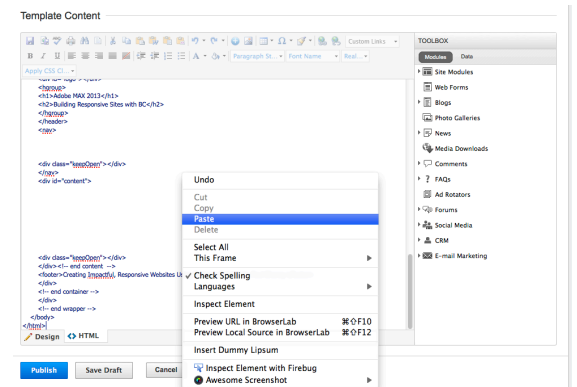 Template Content
Custom Links
TOOLBOX
B I U
A
Paragraph St...
Font Name
Real...
Modules
Data
Apply CSS Cl...
<div id="logo"></div>
<hgroup>
<h1>Adobe MAX 2013</h1>
<h2>Building Responsive Sites with BC</h2>
</hgroup>
</header>
<nav>
<div class="keepOpen"></div>
</nav>
<div id="content">
<div class="keepOpen"></div>
</div><!-- end content -->
<footer>Creating Impactful, Responsive Websites Us
</div>
<!-- end container -->
</div>
<!-- end wrapper -->
</body>
</html>
Design
HTML
Site Modules
Web Forms
Blogs
Photo Galleries
News
Media Downloads
Comments
? FAQs
Ad Rotators
Forums
Social Media
CRM
E-mail Marketing
Undo
Cut
Copy
Paste
Delete
Select All
This Frame
✓ Check Spelling
Languages
Inspect Element
Preview URL in BrowserLab ⌘⇧F10
Preview Local Source in BrowserLab ⌘⇧F12
Insert Dummy Lipsum
Inspect Element with Firebug
Awesome Screenshot
Publish
Save Draft
Cancel